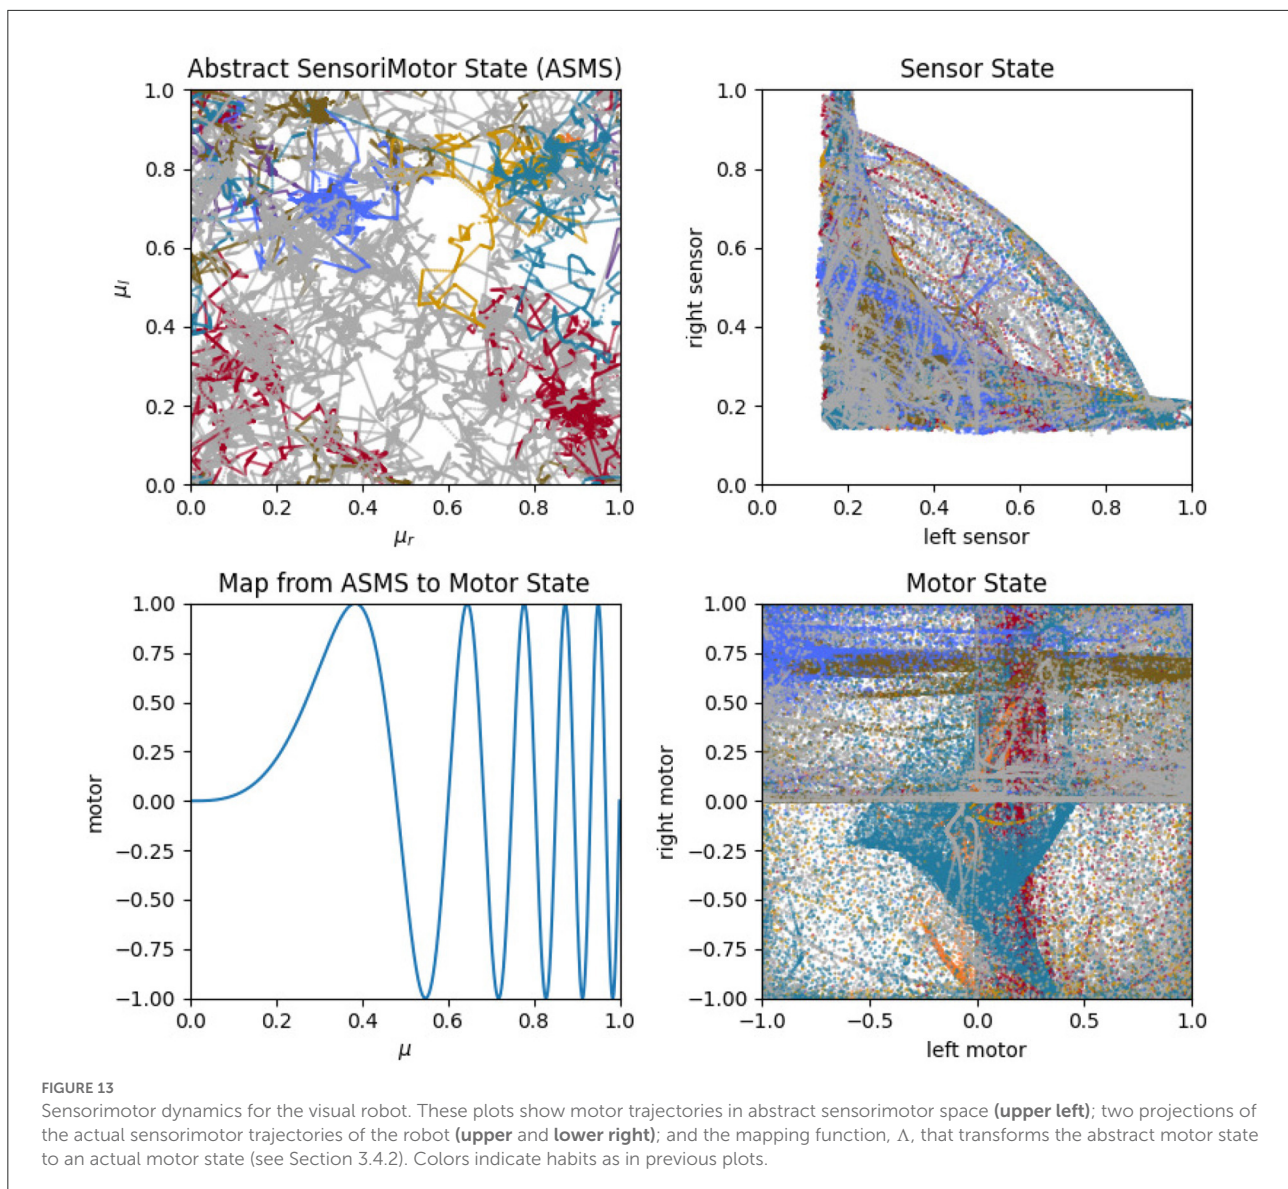 Abstract SensoriMotor State (ASMS)
1.0
0.8
0.6
0.4
0.2
0.0
μl
0.0 0.2 0.4 0.6 0.8 1.0
μr
Sensor State
1.0
0.8
0.6
0.4
0.2
0.0
right sensor
0.0 0.2 0.4 0.6 0.8 1.0
left sensor
Map from ASMS to Motor State
1.00
0.75
0.50
0.25
0.00
−0.25
−0.50
−0.75
−1.00
motor
0.0 0.2 0.4 0.6 0.8 1.0
μ
Motor State
1.00
0.75
0.50
0.25
0.00
−0.25
−0.50
−0.75
−1.00
right motor
−1.0 −0.5 0.0 0.5 1.0
left motor
FIGURE 13
Sensorimotor dynamics for the visual robot. These plots show motor trajectories in abstract sensorimotor space (upper left); two projections of
the actual sensorimotor trajectories of the robot (upper and lower right); and the mapping function, Λ, that transforms the abstract motor state
to an actual motor state (see Section 3.4.2). Colors indicate habits as in previous plots.